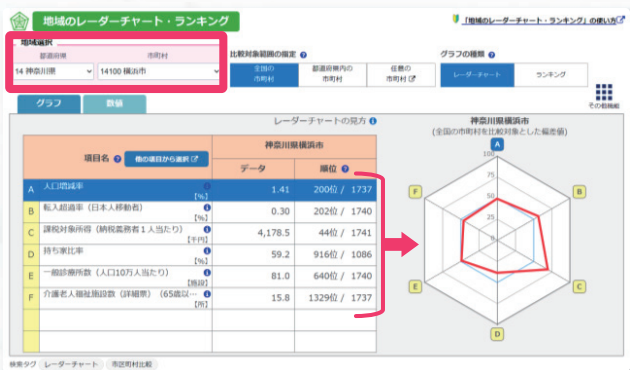 地域のレーダーチャート・ランキング
「地域のレーダーチャート・ランキング」の使い方
地域選択
都道府県 市町村
14 神奈川県 14100 横浜市
比較対象範囲の指定
全国の市町村 都道府県内の市町村 任意の市町村
グラフの種類
レーダーチャート ランキング
その他機能
グラフ 数値
レーダーチャートの見方
項目名 他の項目から選択
神奈川県横浜市
データ 順位
A 人口増減率 [%] 1.41 200位 / 1737
B 転入超過率（日本人移動者） [%] 0.30 202位 / 1740
C 課税対象所得（納税義務者１人当たり） [千円] 4,178.5 44位 / 1741
D 持ち家比率 [%] 59.2 916位 / 1086
E 一般診療所数（人口10万人当たり） [施設] 81.0 640位 / 1740
F 介護老人福祉施設数（詳細票）（65歳以… [所] 15.8 1329位 / 1737
神奈川県横浜市
(全国の市町村を比較対象とした偏差値)
A
100
75
50
25
0
F B
E C
D
検索タグ レーダーチャート 市区町村比較